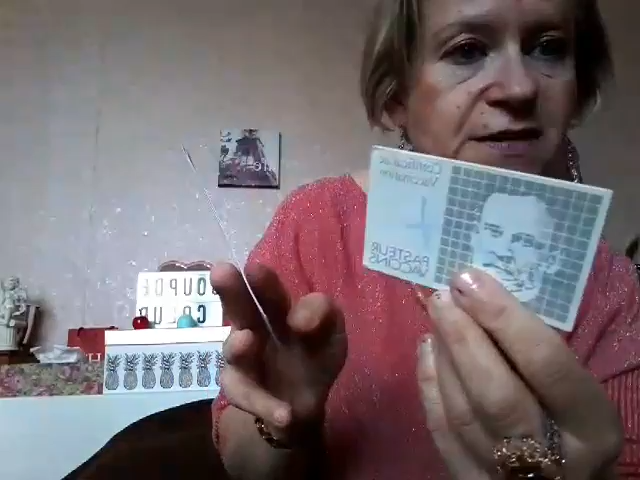 Certificat de
Vaccination
PASTEUR
VACCINS
COUP DE
CŒUR